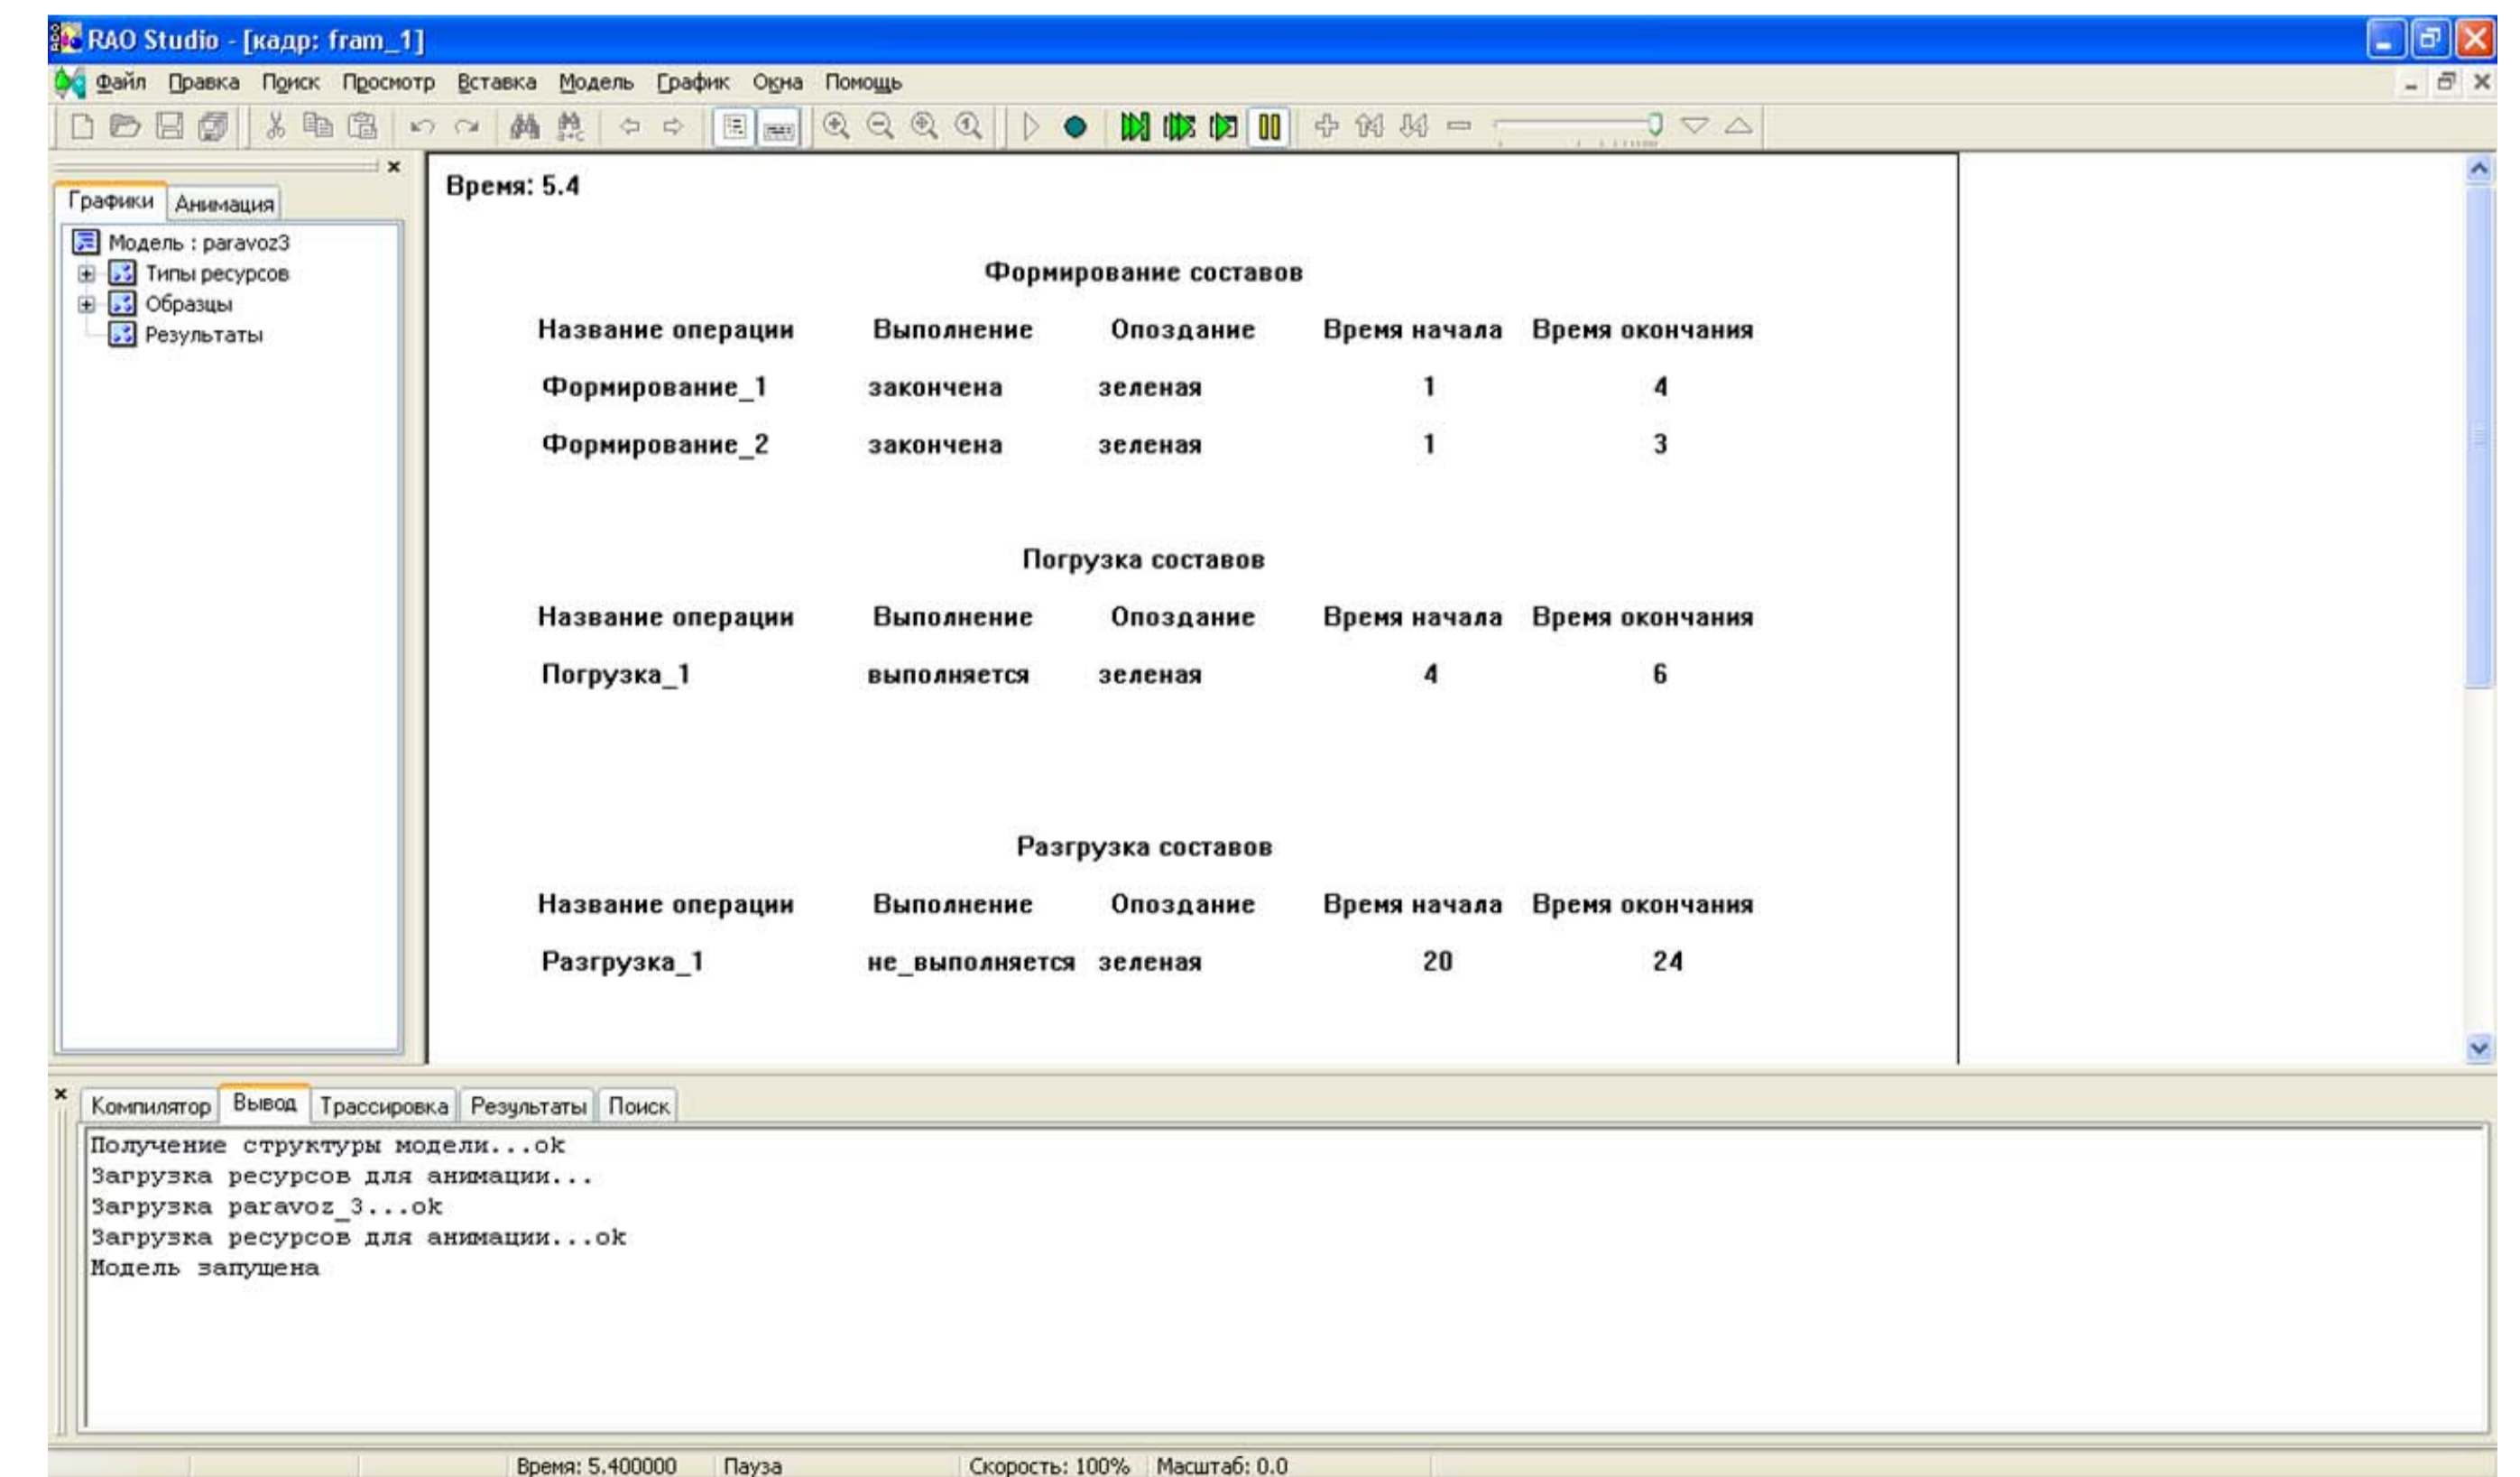 RAO Studio - [кадр: fram_1]
Файл Правка Поиск Просмотр Вставка Модель График Окна Помощь
Графики Анимация
Модель : paravoz3
Типы ресурсов
Образцы
Результаты
Время: 5.4
Формирование составов
Название операции Выполнение Опоздание Время начала Время окончания
Формирование_1 закончена зеленая 1 4
Формирование_2 закончена зеленая 1 3
Погрузка составов
Название операции Выполнение Опоздание Время начала Время окончания
Погрузка_1 выполняется зеленая 4 6
Разгрузка составов
Название операции Выполнение Опоздание Время начала Время окончания
Разгрузка_1 не_выполняется зеленая 20 24
Компилятор Вывод Трассировка Результаты Поиск
Получение структуры модели...ok
Загрузка ресурсов для анимации...
Загрузка paravoz_3...ok
Загрузка ресурсов для анимации...ok
Модель запущена
Время: 5.400000 Пауза Скорость: 100% Масштаб: 0.0